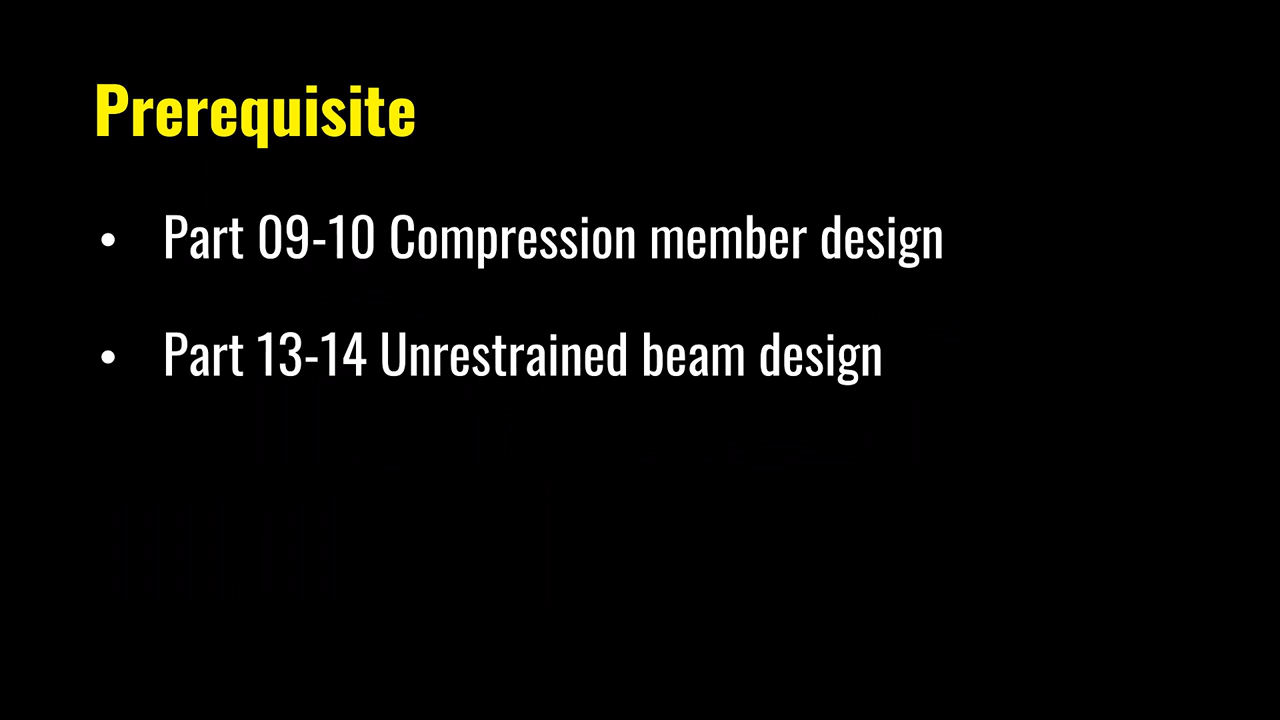 Prerequisite
• Part 09-10 Compression member design
• Part 13-14 Unrestrained beam design